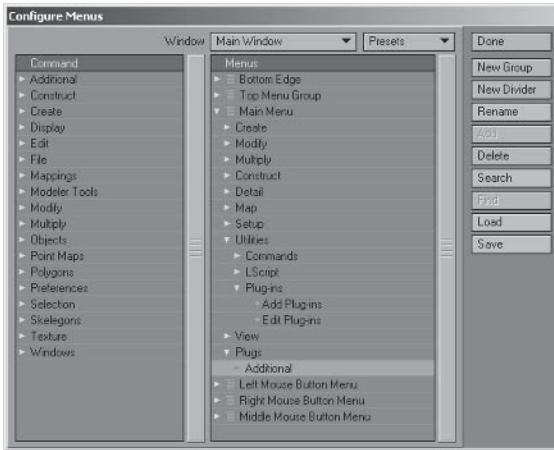 Configure Menus
Window Main Window Presets
Command
Additional
Construct
Create
Display
Edit
File
Mappings
Modeler Tools
Modify
Multiply
Objects
Point Maps
Polygons
Preferences
Selection
Skelegons
Texture
Windows
Menus
Bottom Edge
Top Menu Group
Main Menu
Create
Modify
Multiply
Construct
Detail
Map
Setup
Utilities
Commands
LScript
Plug-ins
Add Plug-ins
Edit Plug-ins
View
Plugs
Additional
Left Mouse Button Menu
Right Mouse Button Menu
Middle Mouse Button Menu
Done
New Group
New Divider
Rename
Add
Delete
Search
Find
Load
Save